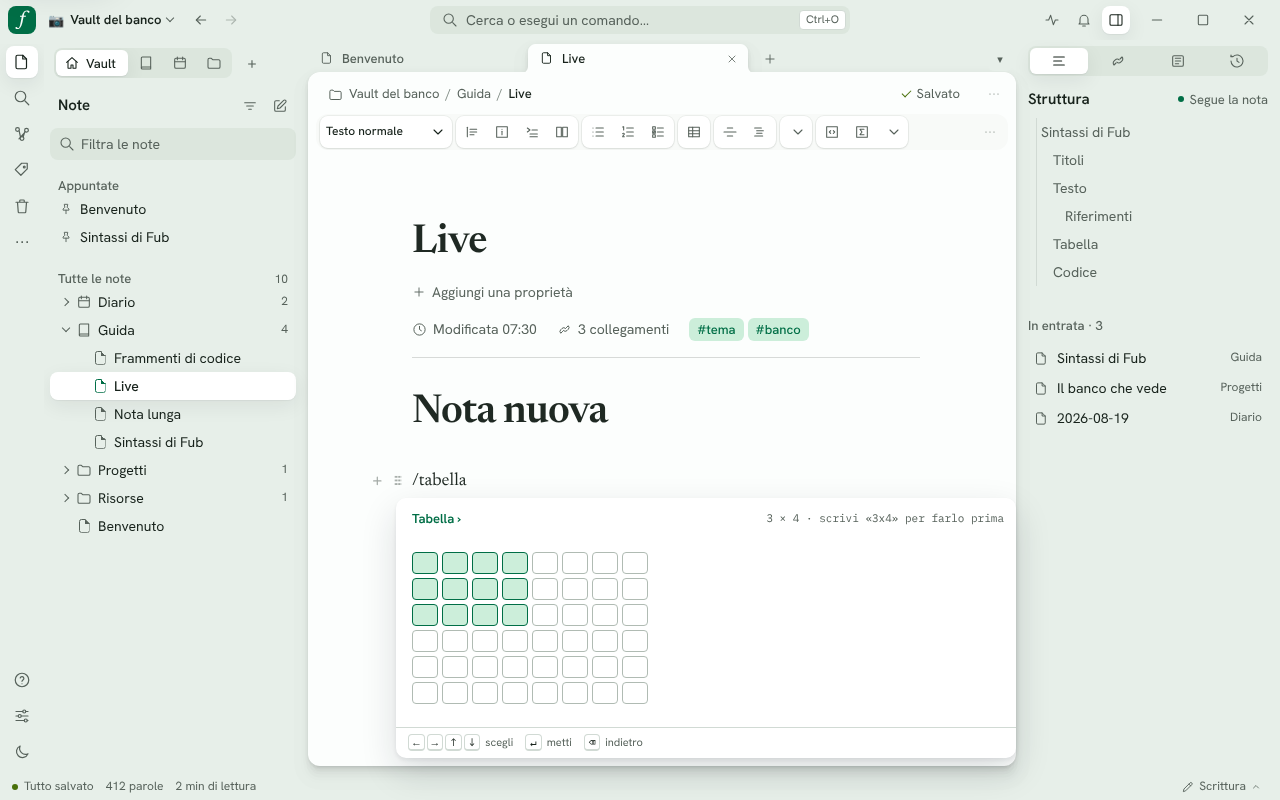 f
Vault del banco
Cerca o esegui un comando...
Ctrl+O
Vault
Note
Filtra le note
Appuntate
Benvenuto
Sintassi di Fub
Tutte le note 10
Diario 2
Guida 4
Frammenti di codice
Live
Nota lunga
Sintassi di Fub
Progetti 1
Risorse 1
Benvenuto
Benvenuto
Live
Vault del banco / Guida / Live
Salvato
Testo normale
Live
Aggiungi una proprietà
Modificata 07:30
3 collegamenti
#tema
#banco
Nota nuova
/tabella
Tabella ›
3 × 4 · scrivi «3x4» per farlo prima
← → ↑ ↓ scegli
↵ metti
⌫ indietro
Struttura
Segue la nota
Sintassi di Fub
Titoli
Testo
Riferimenti
Tabella
Codice
In entrata · 3
Sintassi di Fub Guida
Il banco che vede Progetti
2026-08-19 Diario
Tutto salvato
412 parole
2 min di lettura
Scrittura